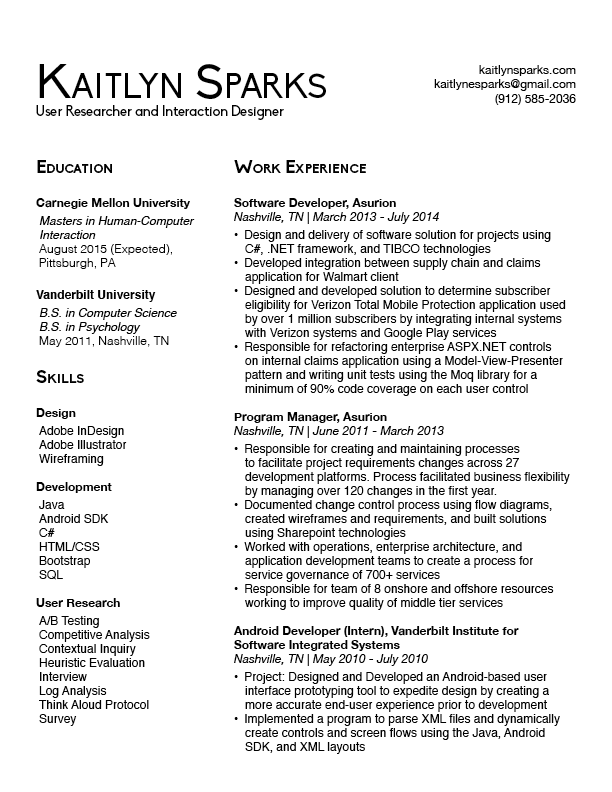 KAITLYN SPARKS
User Researcher and Interaction Designer
kaitlynsparks.com
kaitlynesparks@gmail.com
(912) 585-2036
EDUCATION
Carnegie Mellon University
Masters in Human-Computer
Interaction
August 2015 (Expected),
Pittsburgh, PA
Vanderbilt University
B.S. in Computer Science
B.S. in Psychology
May 2011, Nashville, TN
SKILLS
Design
Adobe InDesign
Adobe Illustrator
Wireframing
Development
Java
Android SDK
C#
HTML/CSS
Bootstrap
SQL
User Research
A/B Testing
Competitive Analysis
Contextual Inquiry
Heuristic Evaluation
Interview
Log Analysis
Think Aloud Protocol
Survey
WORK EXPERIENCE
Software Developer, Asurion
Nashville, TN | March 2013 - July 2014
• Design and delivery of software solution for projects using
C#, .NET framework, and TIBCO technologies
• Developed integration between supply chain and claims
application for Walmart client
• Designed and developed solution to determine subscriber
eligibility for Verizon Total Mobile Protection application used
by over 1 million subscribers by integrating internal systems
with Verizon systems and Google Play services
• Responsible for refactoring enterprise ASPX.NET controls
on internal claims application using a Model-View-Presenter
pattern and writing unit tests using the Moq library for a
minimum of 90% code coverage on each user control
Program Manager, Asurion
Nashville, TN | June 2011 - March 2013
• Responsible for creating and maintaining processes
to facilitate project requirements changes across 27
development platforms. Process facilitated business flexibility
by managing over 120 changes in the first year.
• Documented change control process using flow diagrams,
created wireframes and requirements, and built solutions
using Sharepoint technologies
• Worked with operations, enterprise architecture, and
application development teams to create a process for
service governance of 700+ services
• Responsible for team of 8 onshore and offshore resources
working to improve quality of middle tier services
Android Developer (Intern), Vanderbilt Institute for
Software Integrated Systems
Nashville, TN | May 2010 - July 2010
• Project: Designed and Developed an Android-based user
interface prototyping tool to expedite design by creating a
more accurate end-user experience prior to development
• Implemented a program to parse XML files and dynamically
create controls and screen flows using the Java, Android
SDK, and XML layouts